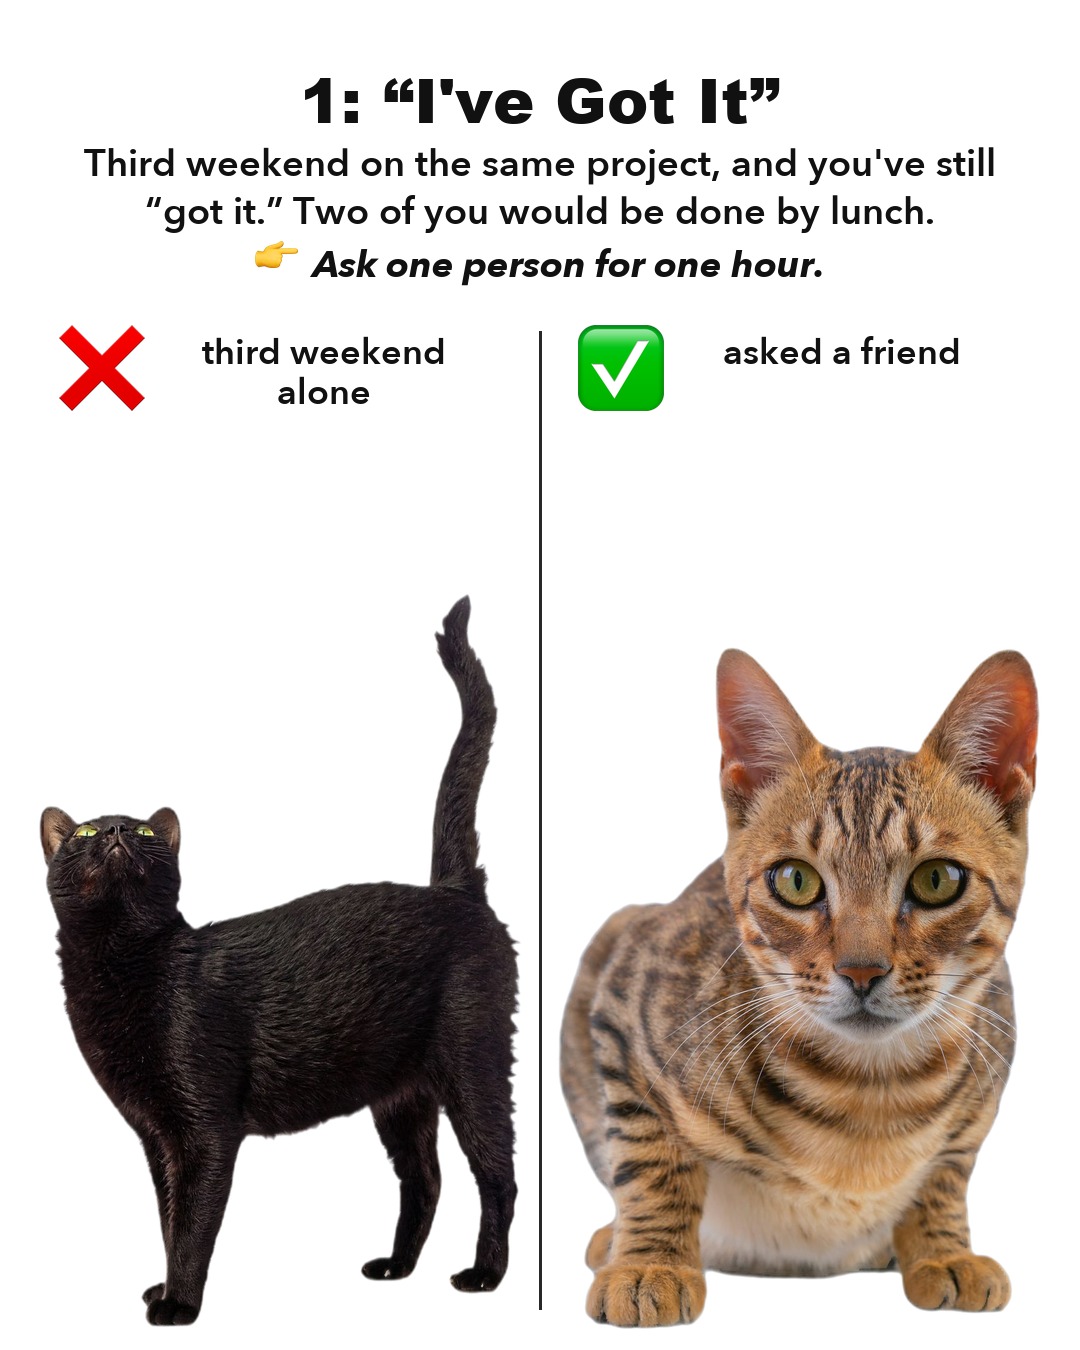 1: “I've Got It”
Third weekend on the same project, and you've still
“got it.” Two of you would be done by lunch.
👉 Ask one person for one hour.
❌ third weekend
alone
✅ asked a friend